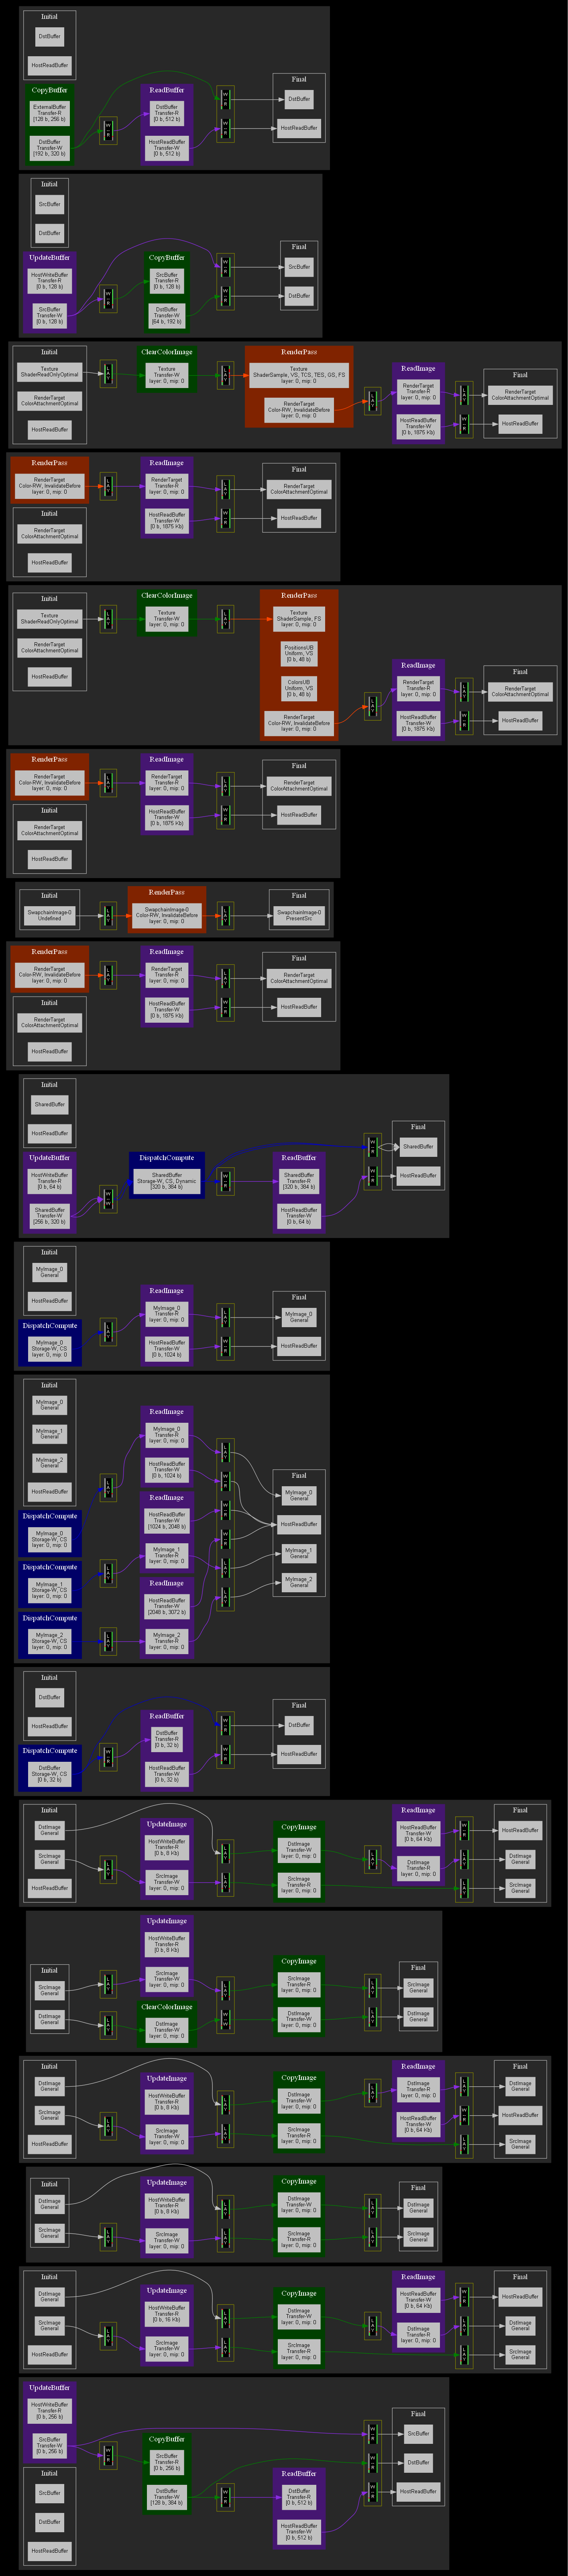 Initial
DstBuffer
HostReadBuffer
CopyBuffer
ExternalBuffer
Transfer-R
[128 b, 256 b)
DstBuffer
Transfer-W
[192 b, 320 b)
W
-
R
ReadBuffer
DstBuffer
Transfer-R
[0 b, 512 b)
HostReadBuffer
Transfer-W
[0 b, 512 b)
W
-
R
W
-
R
Final
DstBuffer
HostReadBuffer
Initial
SrcBuffer
DstBuffer
UpdateBuffer
HostWriteBuffer
Transfer-R
[0 b, 128 b)
SrcBuffer
Transfer-W
[0 b, 128 b)
W
-
R
CopyBuffer
SrcBuffer
Transfer-R
[0 b, 128 b)
DstBuffer
Transfer-W
[64 b, 192 b)
W
-
R
W
-
R
Final
SrcBuffer
DstBuffer
Initial
Texture
ShaderReadOnlyOptimal
RenderTarget
ColorAttachmentOptimal
HostReadBuffer
L
A
Y
ClearColorImage
Texture
Transfer-W
layer: 0, mip: 0
L
A
Y
RenderPass
Texture
ShaderSample, VS, TCS, TES, GS, FS
layer: 0, mip: 0
RenderTarget
Color-RW, InvalidateBefore
layer: 0, mip: 0
L
A
Y
ReadImage
RenderTarget
Transfer-R
layer: 0, mip: 0
HostReadBuffer
Transfer-W
[0 b, 1875 Kb)
L
A
Y
W
-
R
Final
RenderTarget
ColorAttachmentOptimal
HostReadBuffer
RenderPass
RenderTarget
Color-RW, InvalidateBefore
layer: 0, mip: 0
Initial
RenderTarget
ColorAttachmentOptimal
HostReadBuffer
L
A
Y
ReadImage
RenderTarget
Transfer-R
layer: 0, mip: 0
HostReadBuffer
Transfer-W
[0 b, 1875 Kb)
L
A
Y
W
-
R
Final
RenderTarget
ColorAttachmentOptimal
HostReadBuffer
Initial
Texture
ShaderReadOnlyOptimal
RenderTarget
ColorAttachmentOptimal
HostReadBuffer
L
A
Y
ClearColorImage
Texture
Transfer-W
layer: 0, mip: 0
L
A
Y
RenderPass
Texture
ShaderSample, FS
layer: 0, mip: 0
PositionsUB
Uniform, VS
[0 b, 48 b)
ColorsUB
Uniform, VS
[0 b, 48 b)
RenderTarget
Color-RW, InvalidateBefore
layer: 0, mip: 0
L
A
Y
ReadImage
RenderTarget
Transfer-R
layer: 0, mip: 0
HostReadBuffer
Transfer-W
[0 b, 1875 Kb)
L
A
Y
W
-
R
Final
RenderTarget
ColorAttachmentOptimal
HostReadBuffer
RenderPass
RenderTarget
Color-RW, InvalidateBefore
layer: 0, mip: 0
Initial
RenderTarget
ColorAttachmentOptimal
HostReadBuffer
L
A
Y
ReadImage
RenderTarget
Transfer-R
layer: 0, mip: 0
HostReadBuffer
Transfer-W
[0 b, 1875 Kb)
L
A
Y
W
-
R
Final
RenderTarget
ColorAttachmentOptimal
HostReadBuffer
Initial
SwapchainImage-0
Undefined
L
A
Y
RenderPass
SwapchainImage-0
Color-RW, InvalidateBefore
layer: 0, mip: 0
L
A
Y
Final
SwapchainImage-0
PresentSrc
RenderPass
RenderTarget
Color-RW, InvalidateBefore
layer: 0, mip: 0
Initial
RenderTarget
ColorAttachmentOptimal
HostReadBuffer
L
A
Y
ReadImage
RenderTarget
Transfer-R
layer: 0, mip: 0
HostReadBuffer
Transfer-W
[0 b, 1875 Kb)
L
A
Y
W
-
R
Final
RenderTarget
ColorAttachmentOptimal
HostReadBuffer
Initial
SharedBuffer
HostReadBuffer
UpdateBuffer
HostWriteBuffer
Transfer-R
[0 b, 64 b)
SharedBuffer
Transfer-W
[256 b, 320 b)
W
-
W
DispatchCompute
SharedBuffer
Storage-W, CS, Dynamic
[320 b, 384 b)
W
-
R
ReadBuffer
SharedBuffer
Transfer-R
[320 b, 384 b)
HostReadBuffer
Transfer-W
[0 b, 64 b)
W
-
R
W
-
R
Final
SharedBuffer
HostReadBuffer
Initial
MyImage_0
General
HostReadBuffer
DispatchCompute
MyImage_0
Storage-W, CS
layer: 0, mip: 0
L
A
Y
ReadImage
MyImage_0
Transfer-R
layer: 0, mip: 0
HostReadBuffer
Transfer-W
[0 b, 1024 b)
L
A
Y
W
-
R
Final
MyImage_0
General
HostReadBuffer
Initial
MyImage_0
General
MyImage_1
General
MyImage_2
General
HostReadBuffer
DispatchCompute
MyImage_0
Storage-W, CS
layer: 0, mip: 0
DispatchCompute
MyImage_1
Storage-W, CS
layer: 0, mip: 0
DispatchCompute
MyImage_2
Storage-W, CS
layer: 0, mip: 0
L
A
Y
L
A
Y
L
A
Y
ReadImage
MyImage_0
Transfer-R
layer: 0, mip: 0
HostReadBuffer
Transfer-W
[0 b, 1024 b)
ReadImage
HostReadBuffer
Transfer-W
[1024 b, 2048 b)
MyImage_1
Transfer-R
layer: 0, mip: 0
ReadImage
HostReadBuffer
Transfer-W
[2048 b, 3072 b)
MyImage_2
Transfer-R
layer: 0, mip: 0
L
A
Y
W
-
R
W
-
R
W
-
R
L
A
Y
L
A
Y
Final
MyImage_0
General
HostReadBuffer
MyImage_1
General
MyImage_2
General
Initial
DstBuffer
HostReadBuffer
DispatchCompute
DstBuffer
Storage-W, CS
[0 b, 32 b)
W
-
R
ReadBuffer
DstBuffer
Transfer-R
[0 b, 32 b)
HostReadBuffer
Transfer-W
[0 b, 32 b)
W
-
R
W
-
R
Final
DstBuffer
HostReadBuffer
Initial
DstImage
General
SrcImage
General
HostReadBuffer
L
A
Y
UpdateImage
HostWriteBuffer
Transfer-R
[0 b, 8 Kb)
SrcImage
Transfer-W
layer: 0, mip: 0
L
A
Y
L
A
Y
CopyImage
DstImage
Transfer-W
layer: 0, mip: 0
SrcImage
Transfer-R
layer: 0, mip: 0
L
A
Y
ReadImage
HostReadBuffer
Transfer-W
[0 b, 64 Kb)
DstImage
Transfer-R
layer: 0, mip: 0
W
-
R
L
A
Y
L
A
Y
Final
HostReadBuffer
DstImage
General
SrcImage
General
Initial
SrcImage
General
DstImage
General
L
A
Y
L
A
Y
UpdateImage
HostWriteBuffer
Transfer-R
[0 b, 8 Kb)
SrcImage
Transfer-W
layer: 0, mip: 0
ClearColorImage
DstImage
Transfer-W
layer: 0, mip: 0
L
A
Y
W
-
W
CopyImage
SrcImage
Transfer-R
layer: 0, mip: 0
DstImage
Transfer-W
layer: 0, mip: 0
L
A
Y
L
A
Y
Final
SrcImage
General
DstImage
General
Initial
DstImage
General
SrcImage
General
HostReadBuffer
L
A
Y
UpdateImage
HostWriteBuffer
Transfer-R
[0 b, 8 Kb)
SrcImage
Transfer-W
layer: 0, mip: 0
L
A
Y
L
A
Y
CopyImage
DstImage
Transfer-W
layer: 0, mip: 0
SrcImage
Transfer-R
layer: 0, mip: 0
L
A
Y
ReadImage
DstImage
Transfer-R
layer: 0, mip: 0
HostReadBuffer
Transfer-W
[0 b, 64 Kb)
L
A
Y
W
-
R
L
A
Y
Final
DstImage
General
HostReadBuffer
SrcImage
General
Initial
DstImage
General
SrcImage
General
L
A
Y
UpdateImage
HostWriteBuffer
Transfer-R
[0 b, 8 Kb)
SrcImage
Transfer-W
layer: 0, mip: 0
L
A
Y
L
A
Y
CopyImage
DstImage
Transfer-W
layer: 0, mip: 0
SrcImage
Transfer-R
layer: 0, mip: 0
L
A
Y
L
A
Y
Final
DstImage
General
SrcImage
General
Initial
DstImage
General
SrcImage
General
HostReadBuffer
L
A
Y
UpdateImage
HostWriteBuffer
Transfer-R
[0 b, 16 Kb)
SrcImage
Transfer-W
layer: 0, mip: 0
L
A
Y
L
A
Y
CopyImage
DstImage
Transfer-W
layer: 0, mip: 0
SrcImage
Transfer-R
layer: 0, mip: 0
L
A
Y
ReadImage
HostReadBuffer
Transfer-W
[0 b, 64 Kb)
DstImage
Transfer-R
layer: 0, mip: 0
W
-
R
L
A
Y
L
A
Y
Final
HostReadBuffer
DstImage
General
SrcImage
General
UpdateBuffer
HostWriteBuffer
Transfer-R
[0 b, 256 b)
SrcBuffer
Transfer-W
[0 b, 256 b)
Initial
SrcBuffer
DstBuffer
HostReadBuffer
W
-
R
CopyBuffer
SrcBuffer
Transfer-R
[0 b, 256 b)
DstBuffer
Transfer-W
[128 b, 384 b)
W
-
R
ReadBuffer
DstBuffer
Transfer-R
[0 b, 512 b)
HostReadBuffer
Transfer-W
[0 b, 512 b)
W
-
R
W
-
R
W
-
R
Final
SrcBuffer
DstBuffer
HostReadBuffer